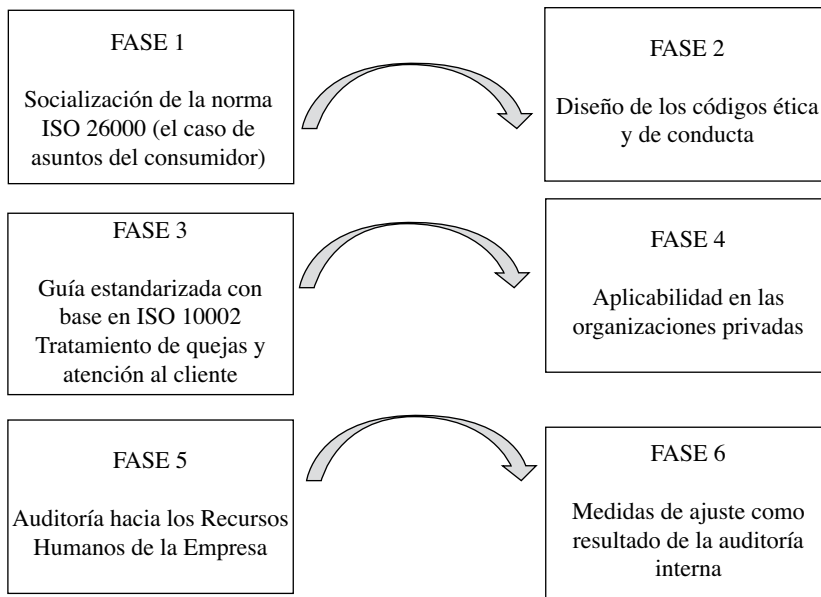 FASE 1
Socialización de la norma
ISO 26000 (el caso de
asuntos del consumidor)
FASE 2
Diseño de los códigos ética
y de conducta
FASE 3
Guía estandarizada con
base en ISO 10002
Tratamiento de quejas y
atención al cliente
FASE 4
Aplicabilidad en las
organizaciones privadas
FASE 5
Auditoría hacia los Recursos
Humanos de la Empresa
FASE 6
Medidas de ajuste como
resultado de la auditoría
interna